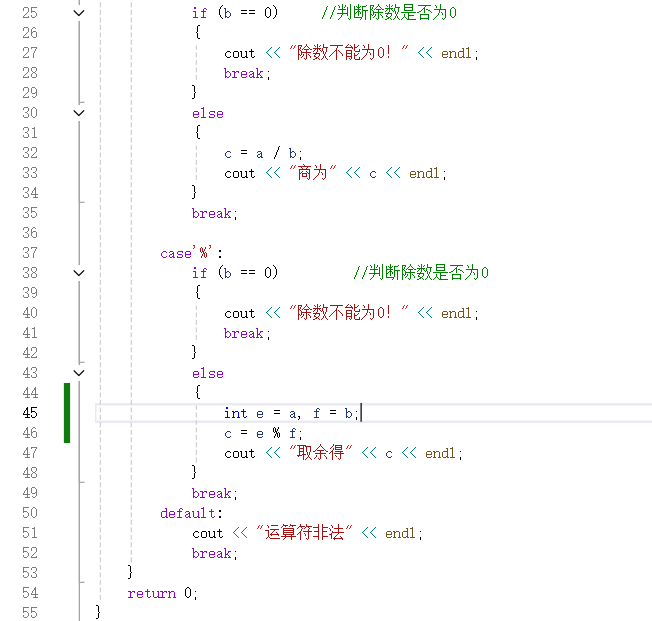 25 if (b == 0) //判断除数是否为0
26 {
27 cout << "除数不能为0! " << endl;
28 break;
29 }
30 else
31 {
32 c = a / b;
33 cout << "商为" << c << endl;
34 }
35 break;
36
37 case'%':
38 if (b == 0) //判断除数是否为0
39 {
40 cout << "除数不能为0! " << endl;
41 break;
42 }
43 else
44 {
45 int e = a, f = b;
46 c = e % f;
47 cout << "取余得" << c << endl;
48 }
49 break;
50 default:
51 cout << "运算符非法" << endl;
52 break;
53 }
54 return 0;
55 }